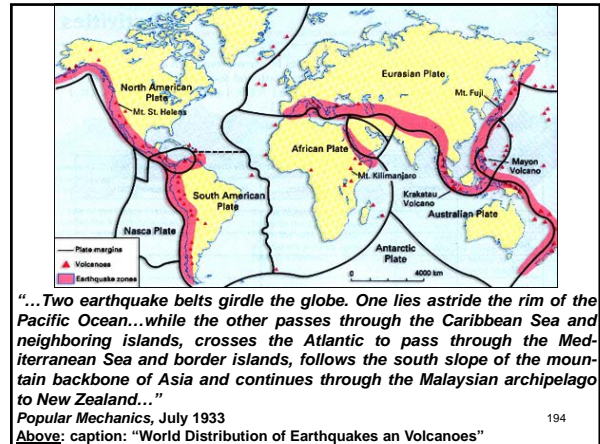 North American
Plate
Mt. St. Helens
Eurasian Plate
Mt. Fuji
African Plate
Mt. Kilimanjaro
Mayon
Volcano
South American
Plate
Krakatau
Volcano
Australian Plate
Nasca Plate
Antarctic
Plate
Plate margins
Volcanoes
Earthquake zones
0 4000 km
“…Two earthquake belts girdle the globe. One lies astride the rim of the
Pacific Ocean…while the other passes through the Caribbean Sea and
neighboring islands, crosses the Atlantic to pass through the Med-
iterranean Sea and border islands, follows the south slope of the moun-
tain backbone of Asia and continues through the Malaysian archipelago
to New Zealand…”
Popular Mechanics, July 1933
194
Above: caption: “World Distribution of Earthquakes an Volcanoes”